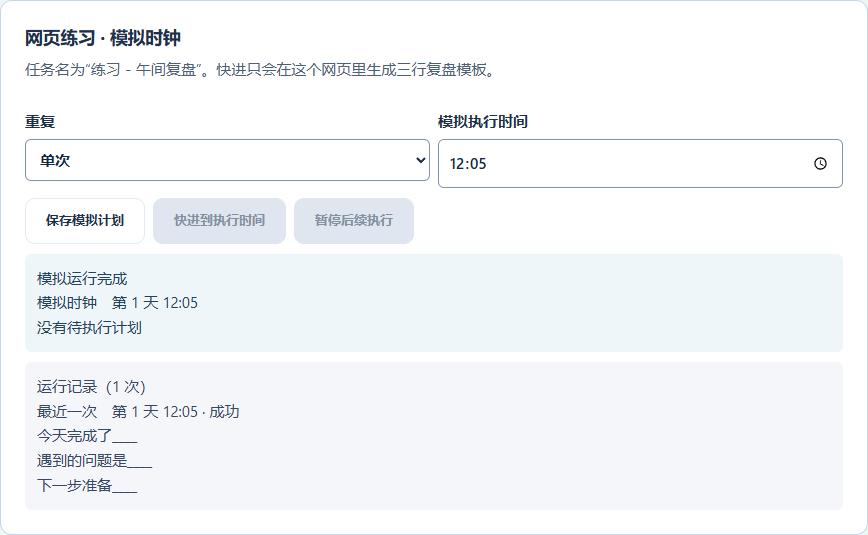 网页练习 · 模拟时钟
任务名为“练习 - 午间复盘”。快进只会在这个网页里生成三行复盘模板。
重复
模拟执行时间
单次
12:05
保存模拟计划
快进到执行时间
暂停后续执行
模拟运行完成
模拟时钟 第 1 天 12:05
没有待执行计划
运行记录（1 次）
最近一次 第 1 天 12:05 · 成功
今天完成了____
遇到的问题是____
下一步准备____